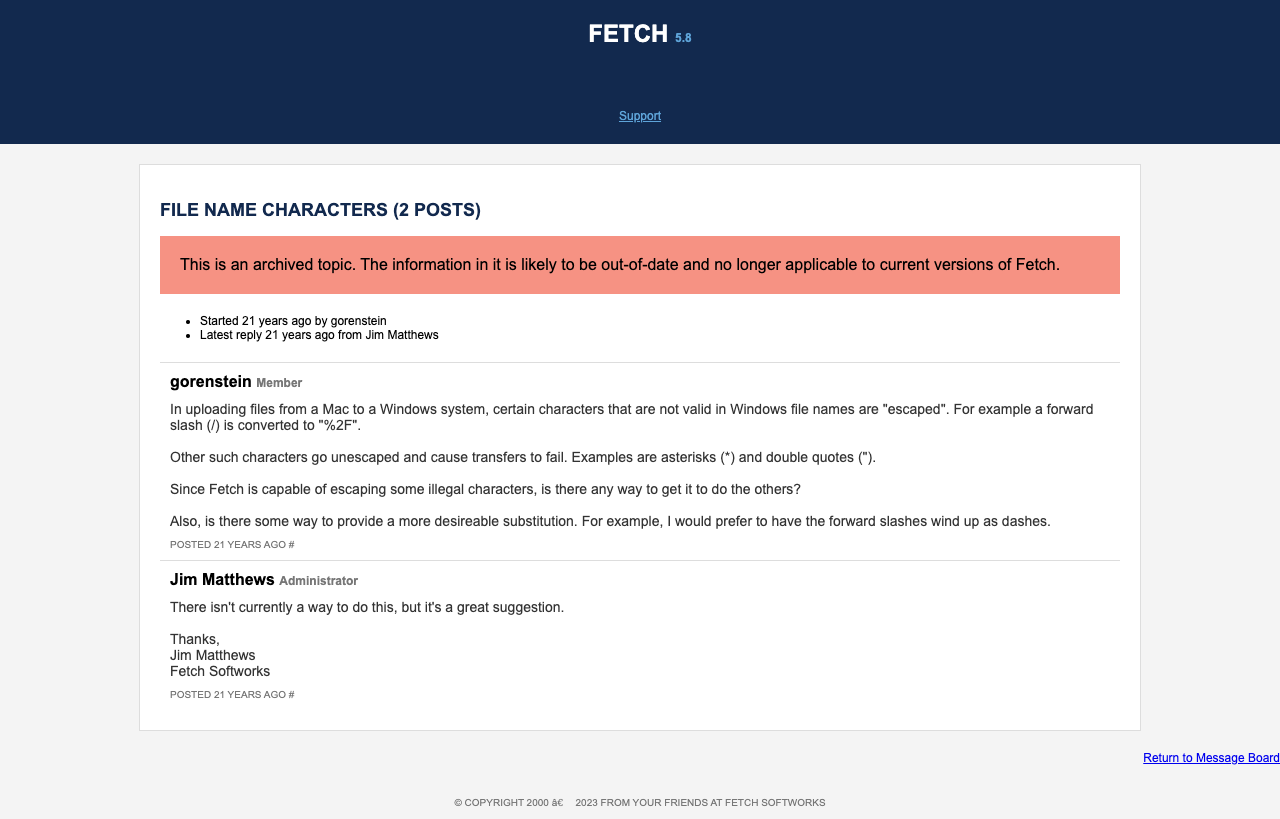 FETCH 5.8
Support
FILE NAME CHARACTERS (2 POSTS)
This is an archived topic. The information in it is likely to be out-of-date and no longer applicable to current versions of Fetch.
• Started 21 years ago by gorenstein
• Latest reply 21 years ago from Jim Matthews
gorenstein Member
In uploading files from a Mac to a Windows system, certain characters that are not valid in Windows file names are "escaped". For example a forward
slash (/) is converted to "%2F".
Other such characters go unescaped and cause transfers to fail. Examples are asterisks (*) and double quotes (").
Since Fetch is capable of escaping some illegal characters, is there any way to get it to do the others?
Also, is there some way to provide a more desireable substitution. For example, I would prefer to have the forward slashes wind up as dashes.
POSTED 21 YEARS AGO #
Jim Matthews Administrator
There isn't currently a way to do this, but it's a great suggestion.
Thanks,
Jim Matthews
Fetch Softworks
POSTED 21 YEARS AGO #
Return to Message Board
© COPYRIGHT 2000 â€ 2023 FROM YOUR FRIENDS AT FETCH SOFTWORKS